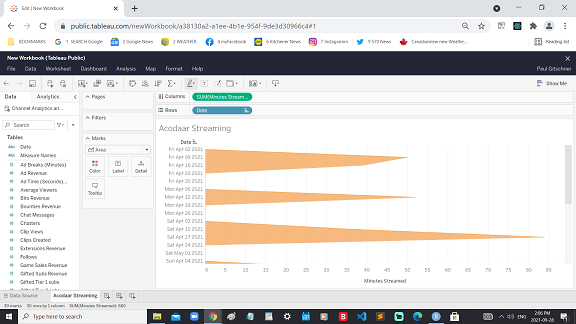 Edit | New Workbook
public.tableau.com/newWorkbook/a38130a2-a1ee-4b1e-954f-9de3d30966c4#1
BOOKMARKS
1 SEARCH Google
2 Google News
2 WEATHER
4 myfacebook
6 Kitchener News
7 Instagramm
9 570 News
Canadiannew Weathe...
Reading list
New Workbook (Tableau Public)
File Data Worksheet Dashboard Analysis Map Format Help
Paul Gitschner
Show Me
Data Analytics
Channel Analytics an...
Search
Tables
Date
Measure Names
Ad Breaks (Minutes)
Ad Revenue
Ad Time (Seconds)...
Average Viewers
Bits Revenue
Bounties Revenue
Chat Messages
Chatters
Clip Views
Clips Created
Extensions Revenue
Follows
Game Sales Revenue
Gifted Subs Revenue
Gifted Tier 1 subs
Pages
Filters
Marks
Area
Color Label Detail
Tooltip
Columns SUM(Minutes Stream...
Rows Date
Acodaar Streaming
Date
Fri Apr 02 2021
Fri Apr 09 2021
Fri Apr 16 2021
Fri Apr 23 2021
Fri Apr 30 2021
Mon Apr 05 2021
Mon Apr 12 2021
Mon Apr 19 2021
Mon Apr 26 2021
Sat Apr 03 2021
Sat Apr 10 2021
Sat Apr 17 2021
Sat Apr 24 2021
Sat May 01 2021
Sun Apr 04 2021
0 5 10 15 20 25 30 35 40 45 50 55 60 65 70 75 80 85
Minutes Streamed
Data Source Acodaar Streaming
30 marks 30 rows by 1 column SUM(Minutes Streamed): 600
Type here to search
ENG
2:06 PM
2021-09-26